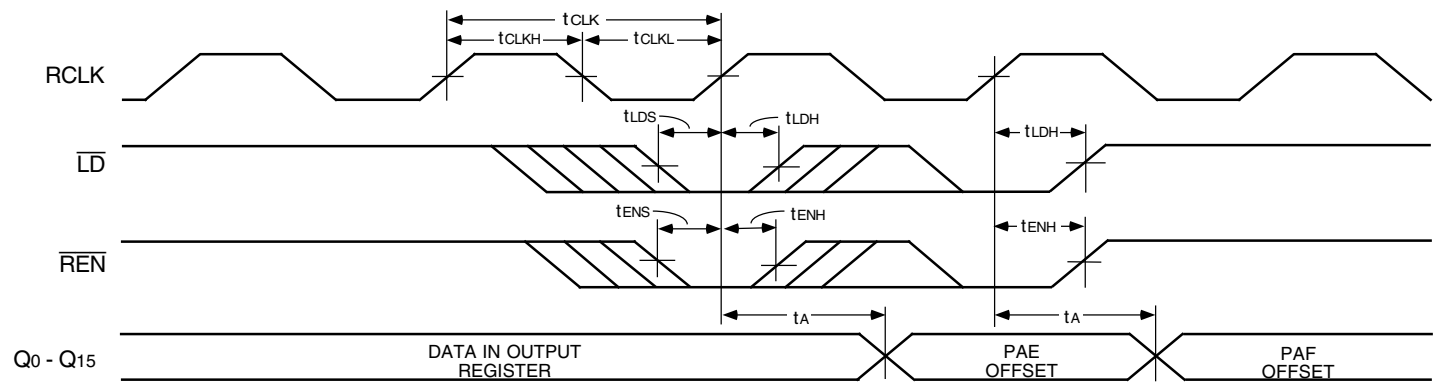 tCLK
tCLKH
tCLKL
RCLK
tLDS
tLDH
tLDH
LD
tENS
tENH
tENH
REN
tA
tA
Q0 - Q15
DATA IN OUTPUT
REGISTER
PAE
OFFSET
PAF
OFFSET